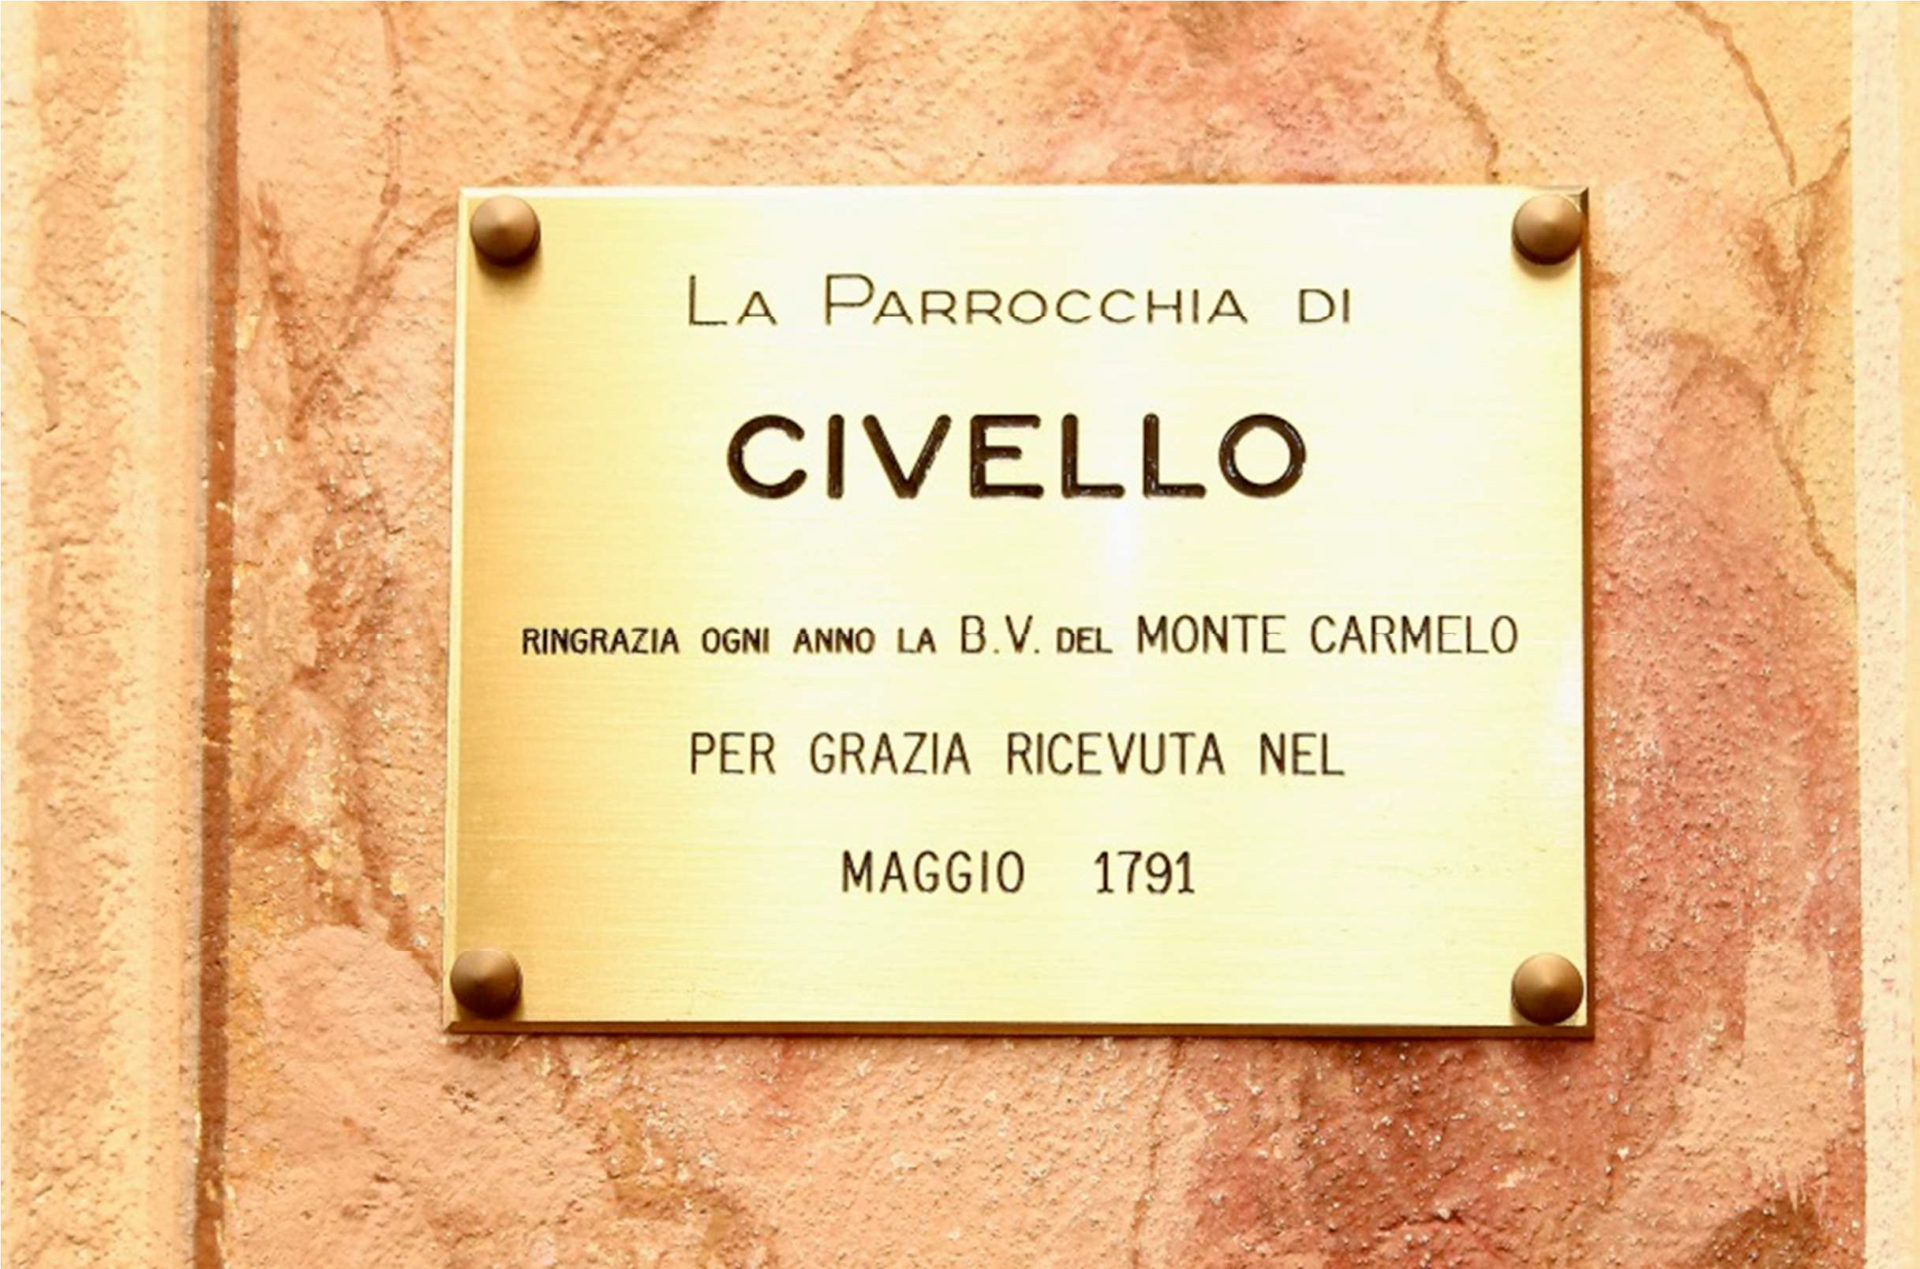 La Parrocchia di
CIVELLO
RINGRAZIA OGNI ANNO LA B.V. DEL MONTE CARMELO
PER GRAZIA RICEVUTA NEL
MAGGIO 1791